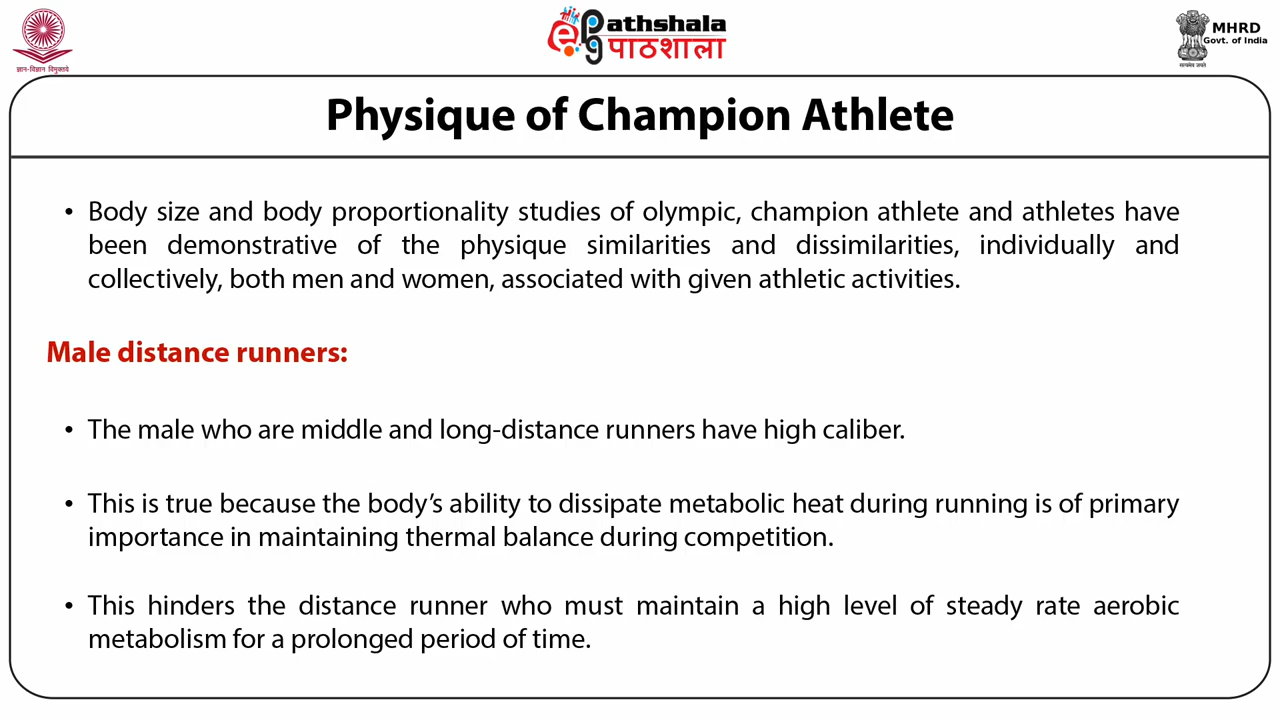 ज्ञान-विज्ञान विमुक्तये
ePgathshala
पाठशाला
सत्यमेव जयते
MHRD
Govt. of India
Physique of Champion Athlete
• Body size and body proportionality studies of olympic, champion athlete and athletes have
been demonstrative of the physique similarities and dissimilarities, individually and
collectively, both men and women, associated with given athletic activities.
Male distance runners:
• The male who are middle and long-distance runners have high caliber.
• This is true because the body’s ability to dissipate metabolic heat during running is of primary
importance in maintaining thermal balance during competition.
• This hinders the distance runner who must maintain a high level of steady rate aerobic
metabolism for a prolonged period of time.